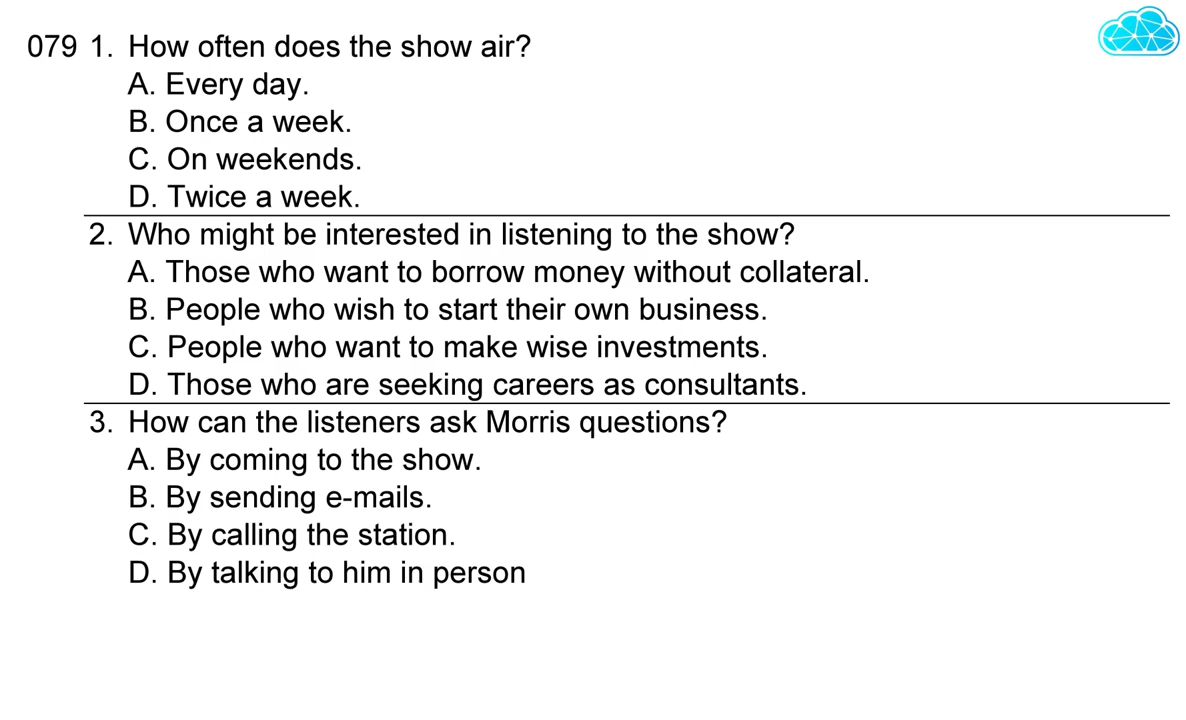 079 1. How often does the show air?
A. Every day.
B. Once a week.
C. On weekends.
D. Twice a week.
2. Who might be interested in listening to the show?
A. Those who want to borrow money without collateral.
B. People who wish to start their own business.
C. People who want to make wise investments.
D. Those who are seeking careers as consultants.
3. How can the listeners ask Morris questions?
A. By coming to the show.
B. By sending e-mails.
C. By calling the station.
D. By talking to him in person